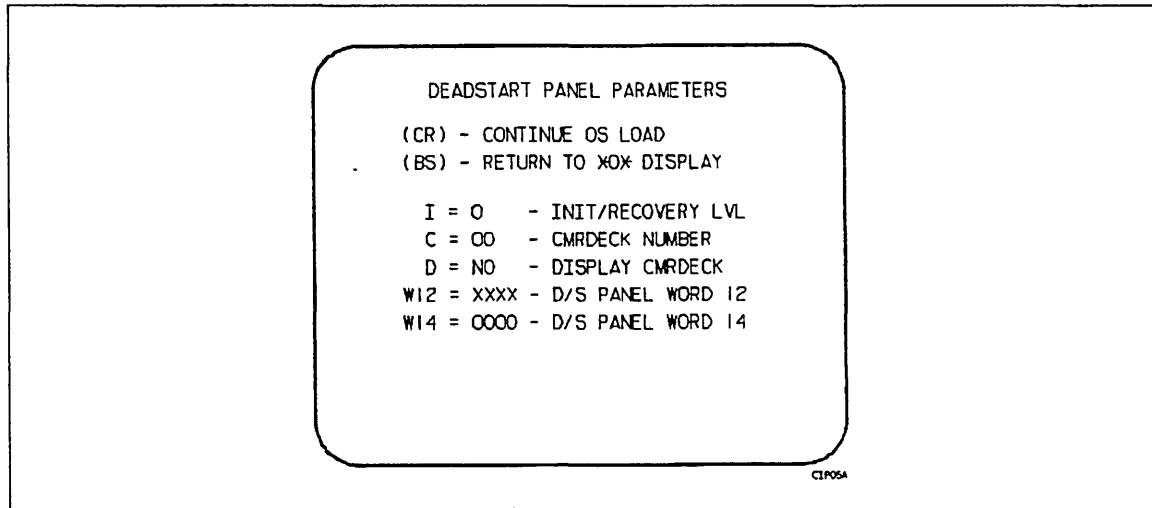 DEADSTART PANEL PARAMETERS
(CR) - CONTINUE OS LOAD
(BS) - RETURN TO *O* DISPLAY
I = 0 - INIT/RECOVERY LVL
C = 00 - CMRDECK NUMBER
D = NO - DISPLAY CMRDECK
W12 = XXXX - D/S PANEL WORD 12
W14 = 0000 - D/S PANEL WORD 14
CIP05A